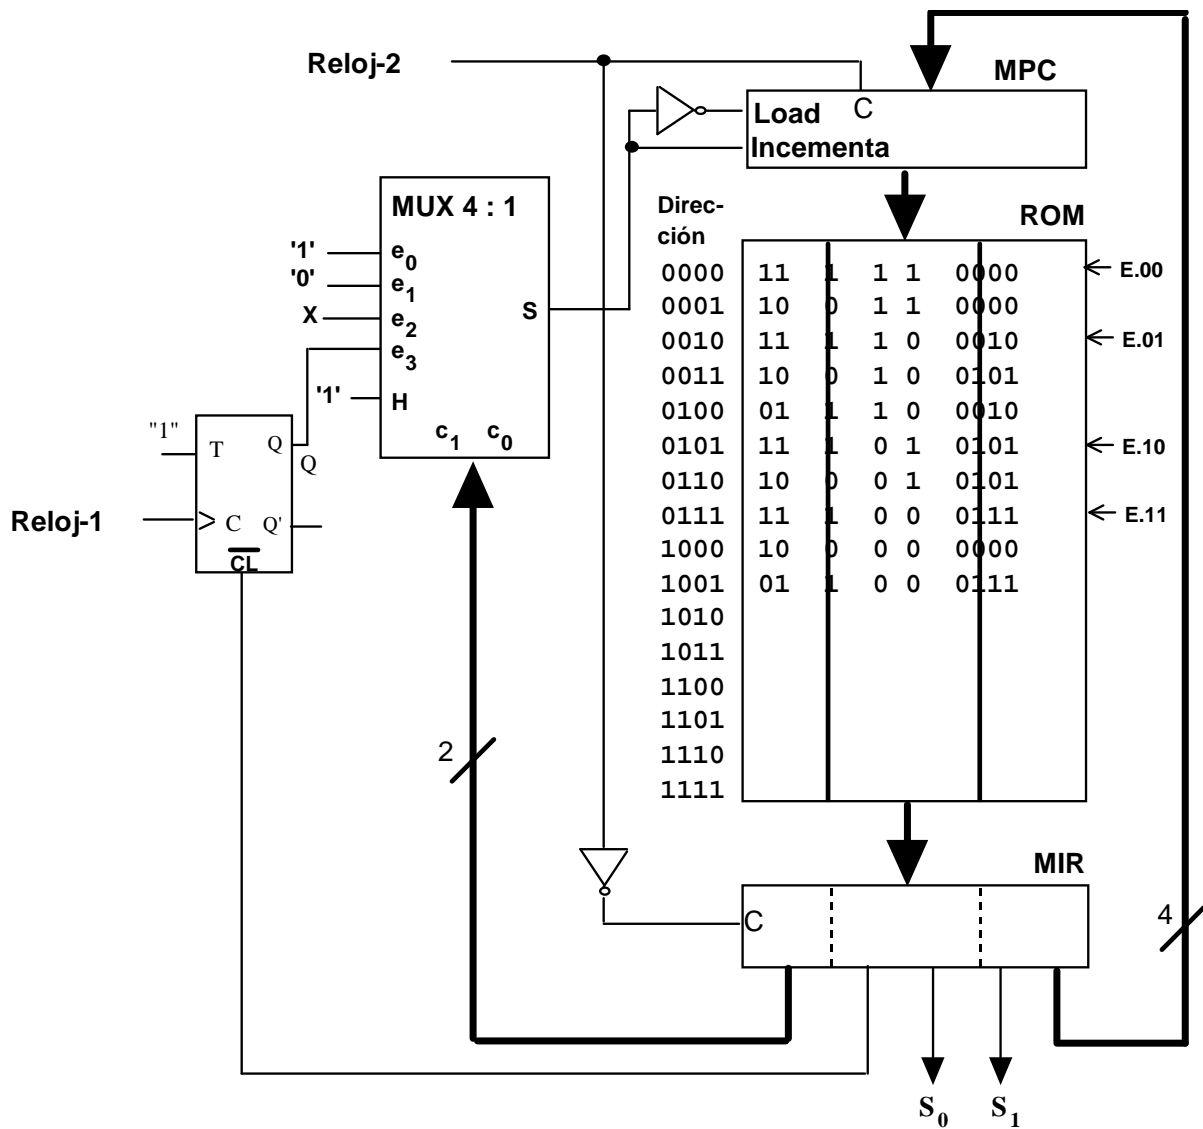 Reloj-2
MPC
Load C
Incementa
MUX 4 : 1
'1' e0
'0' e1
X e2
e3
S
'1' H
c1 c0
"1" T Q Q
Reloj-1 C Q'
CL
Direc-
ción
ROM
0000 11 1 1 1 0000 E.00
0001 10 0 1 1 0000
0010 11 1 1 0 0010 E.01
0011 10 0 1 0 0101
0100 01 1 1 0 0010
0101 11 1 0 1 0101 E.10
0110 10 0 0 1 0101
0111 11 1 0 0 0111 E.11
1000 10 0 0 0 0000
1001 01 1 0 0 0111
1010
1011
1100
1101
1110
1111
2
MIR
C
4
S0 S1